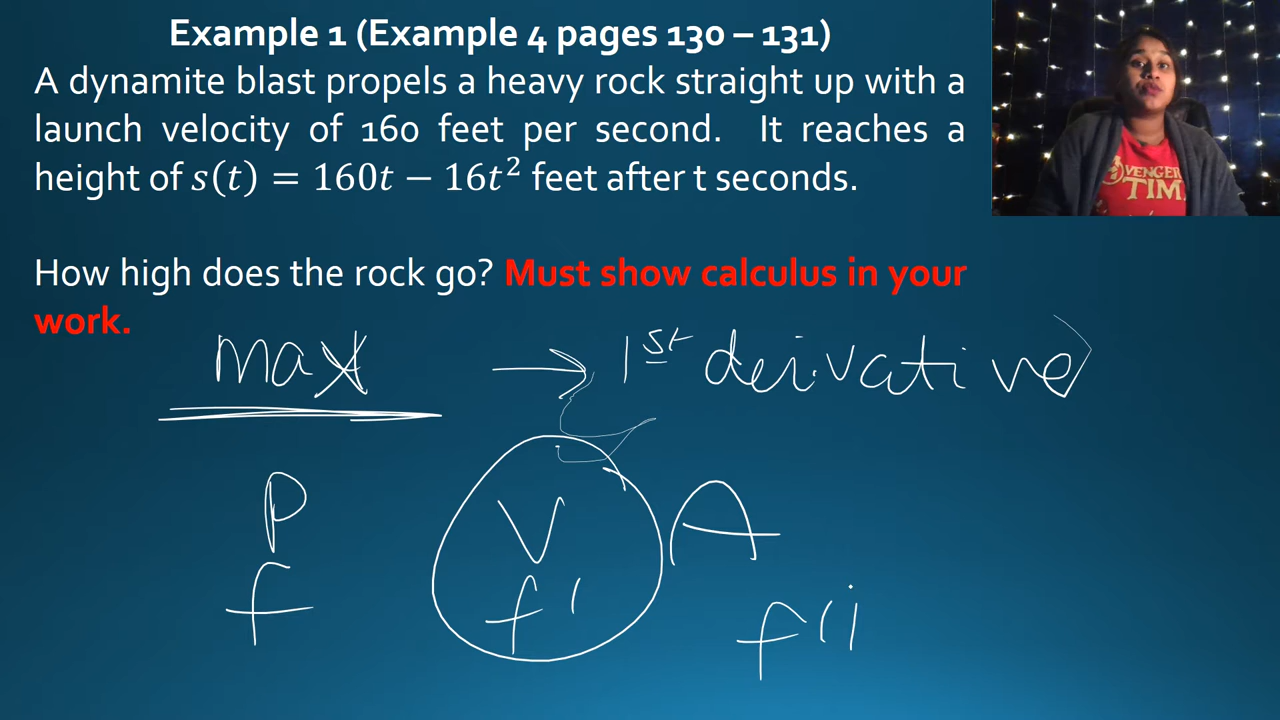 Example 1 (Example 4 pages 130 – 131)
A dynamite blast propels a heavy rock straight up with a
launch velocity of 160 feet per second. It reaches a
height of s(t) = 160t − 16t² feet after t seconds.
How high does the rock go? Must show calculus in your
work.
max → 1st derivative
P V A
f f' f''
AVENGER
TIM